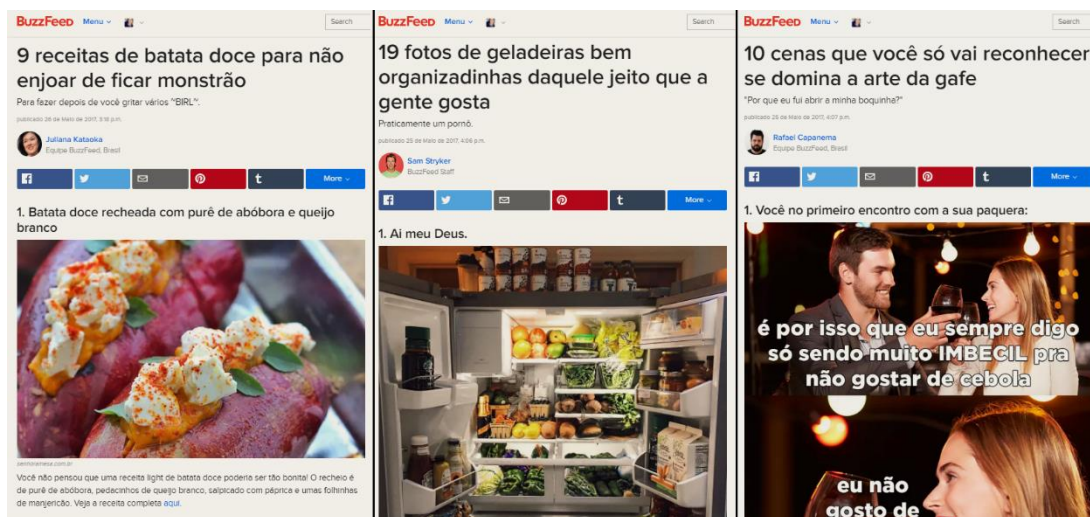 BuzzFeed Menu
Search
9 receitas de batata doce para não
enjoar de ficar monstrão
Para fazer depois de você gritar vários ~BIRL~.
Juliana Kataoka
Equipe BuzzFeed, Brasil
More
1. Batata doce recheada com purê de abóbora e queijo
branco
Você não pensou que uma receita light de batata doce poderia ser tão bonita! O recheio é
de purê de abóbora, pedacinhos de queijo branco, salpicado com páprica e umas folhinhas
de manjericão. Veja a receita completa aqui.
BuzzFeed Menu
Search
19 fotos de geladeiras bem
organizadinhas daquele jeito que a
gente gosta
Praticamente um pornô.
publicado 25 de Maio de 2017, 4:06 p.m.
Sam Stryker
BuzzFeed Staff
More
1. Ai meu Deus.
BuzzFeed Menu
Search
10 cenas que você só vai reconhecer
se domina a arte da gafe
"Por que eu fui abrir a minha boquinha?"
Rafael Capanema
Equipe BuzzFeed, Brasil
More
1. Você no primeiro encontro com a sua paquera:
é por isso que eu sempre digo
só sendo muito IMBECIL pra
não gostar de cebola
eu não
gosto de